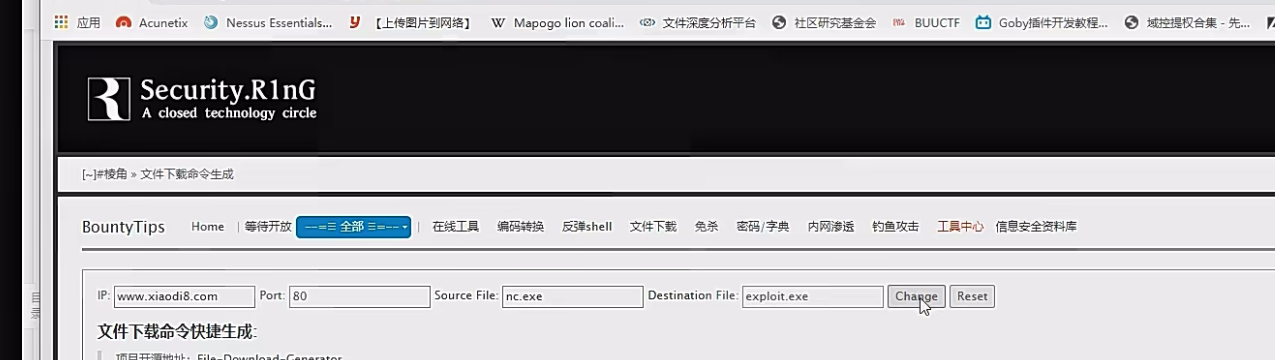 应用 Acunetix Nessus Essentials... 【上传图片到网络】 Mapogo lion coali... 文件深度分析平台 社区研究基金会 BUUCTF Goby插件开发教程... 域控提权合集 - 先...
Security.R1nG
A closed technology circle
[~]#棱角 » 文件下载命令生成
BountyTips Home | 等待开放 --=≡ 全部 ≡=-- | 在线工具 编码转换 反弹shell 文件下载 免杀 密码/字典 内网渗透 钓鱼攻击 工具中心 信息安全资料库
目录
IP: www.xiaodi8.com Port: 80 Source File: nc.exe Destination File: exploit.exe Change Reset
文件下载命令快捷生成:
项目开源地址: File-Download-Generator